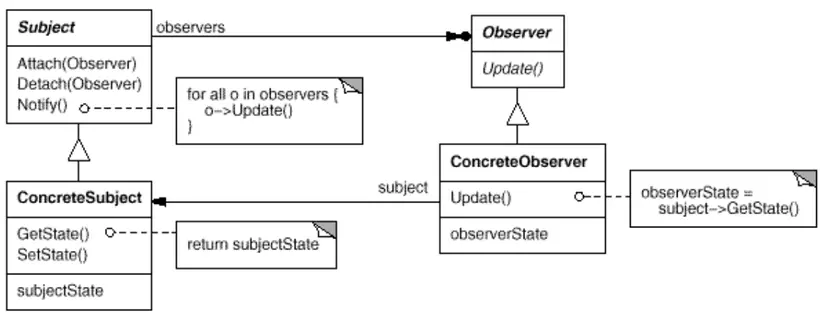 Subject
observers
Observer
Attach(Observer)
Detach(Observer)
Notify()
for all o in observers {
o->Update()
}
Update()
ConcreteSubject
GetState()
SetState()
subjectState
return subjectState
subject
ConcreteObserver
Update()
observerState
observerState =
subject->GetState()